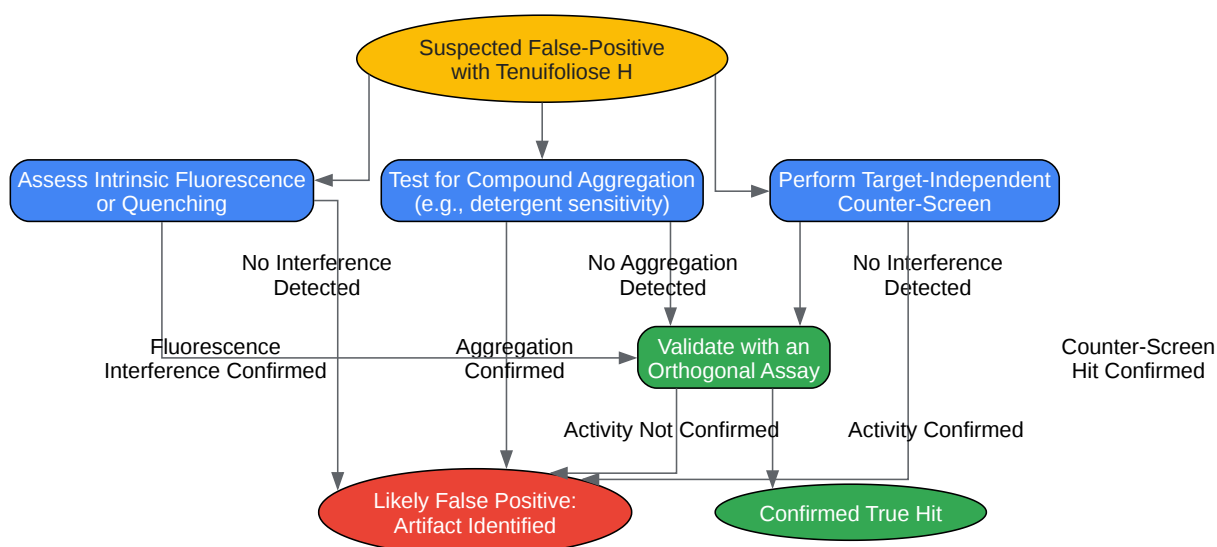 Suspected False-Positive
with Tenuifoliose H
Assess Intrinsic Fluorescence
or Quenching
Test for Compound Aggregation
(e.g., detergent sensitivity)
Perform Target-Independent
Counter-Screen
No Interference
Detected
No Aggregation
Detected
No Interference
Detected
Fluorescence
Interference Confirmed
Aggregation
Confirmed
Validate with an
Orthogonal Assay
Counter-Screen
Hit Confirmed
Activity Not Confirmed
Activity Confirmed
Likely False Positive:
Artifact Identified
Confirmed True Hit